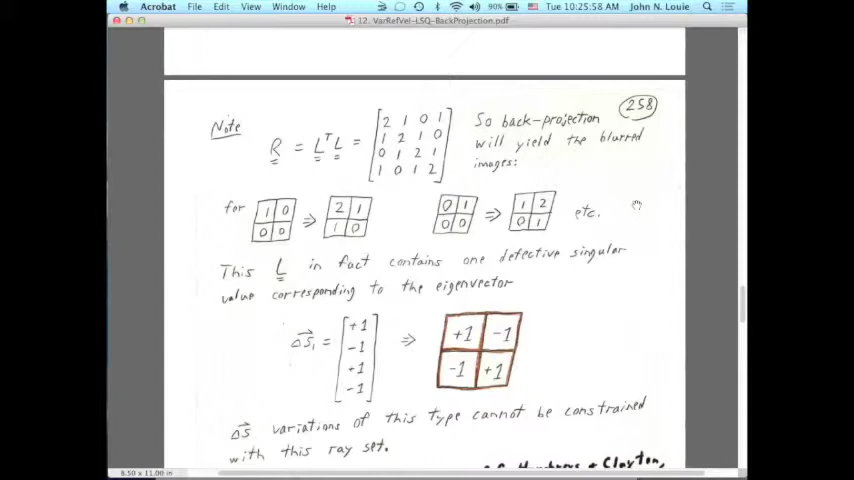 Acrobat File Edit View Window Help 90% Tue 10:25:58 AM John N. Louie
12. VarRefVel-LSQ-BackProjection.pdf
258
Note
R = LᵀL = [2 1 0 1
1 2 1 0
0 1 2 1
1 0 1 2]
So back-projection
will yield the blurred
images:
for
1 0
0 0
⇒
2 1
1 0
0 1
0 0
⇒
1 2
0 1
etc.
This L in fact contains one defective singular
value corresponding to the eigenvector
Δs₁ = [+1
-1
+1
-1]
⇒
+1 -1
-1 +1
Δs variations of this type cannot be constrained
with this ray set.
+ Clayton,
8.50 x 11.00 in